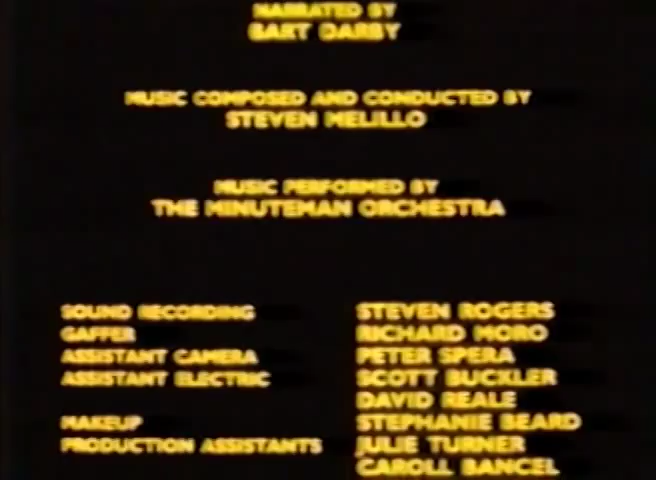 NARRATED BY
BART DARBY
MUSIC COMPOSED AND CONDUCTED BY
STEVEN MELILLO
MUSIC PERFORMED BY
THE MINUTEMAN ORCHESTRA
SOUND RECORDING STEVEN ROGERS
GAFFER RICHARD MORO
ASSISTANT CAMERA PETER SPERA
ASSISTANT ELECTRIC SCOTT BUCKLER
DAVID REALE
MAKEUP STEPHANIE BEARD
PRODUCTION ASSISTANTS JULIE TURNER
CAROLL BANCEL